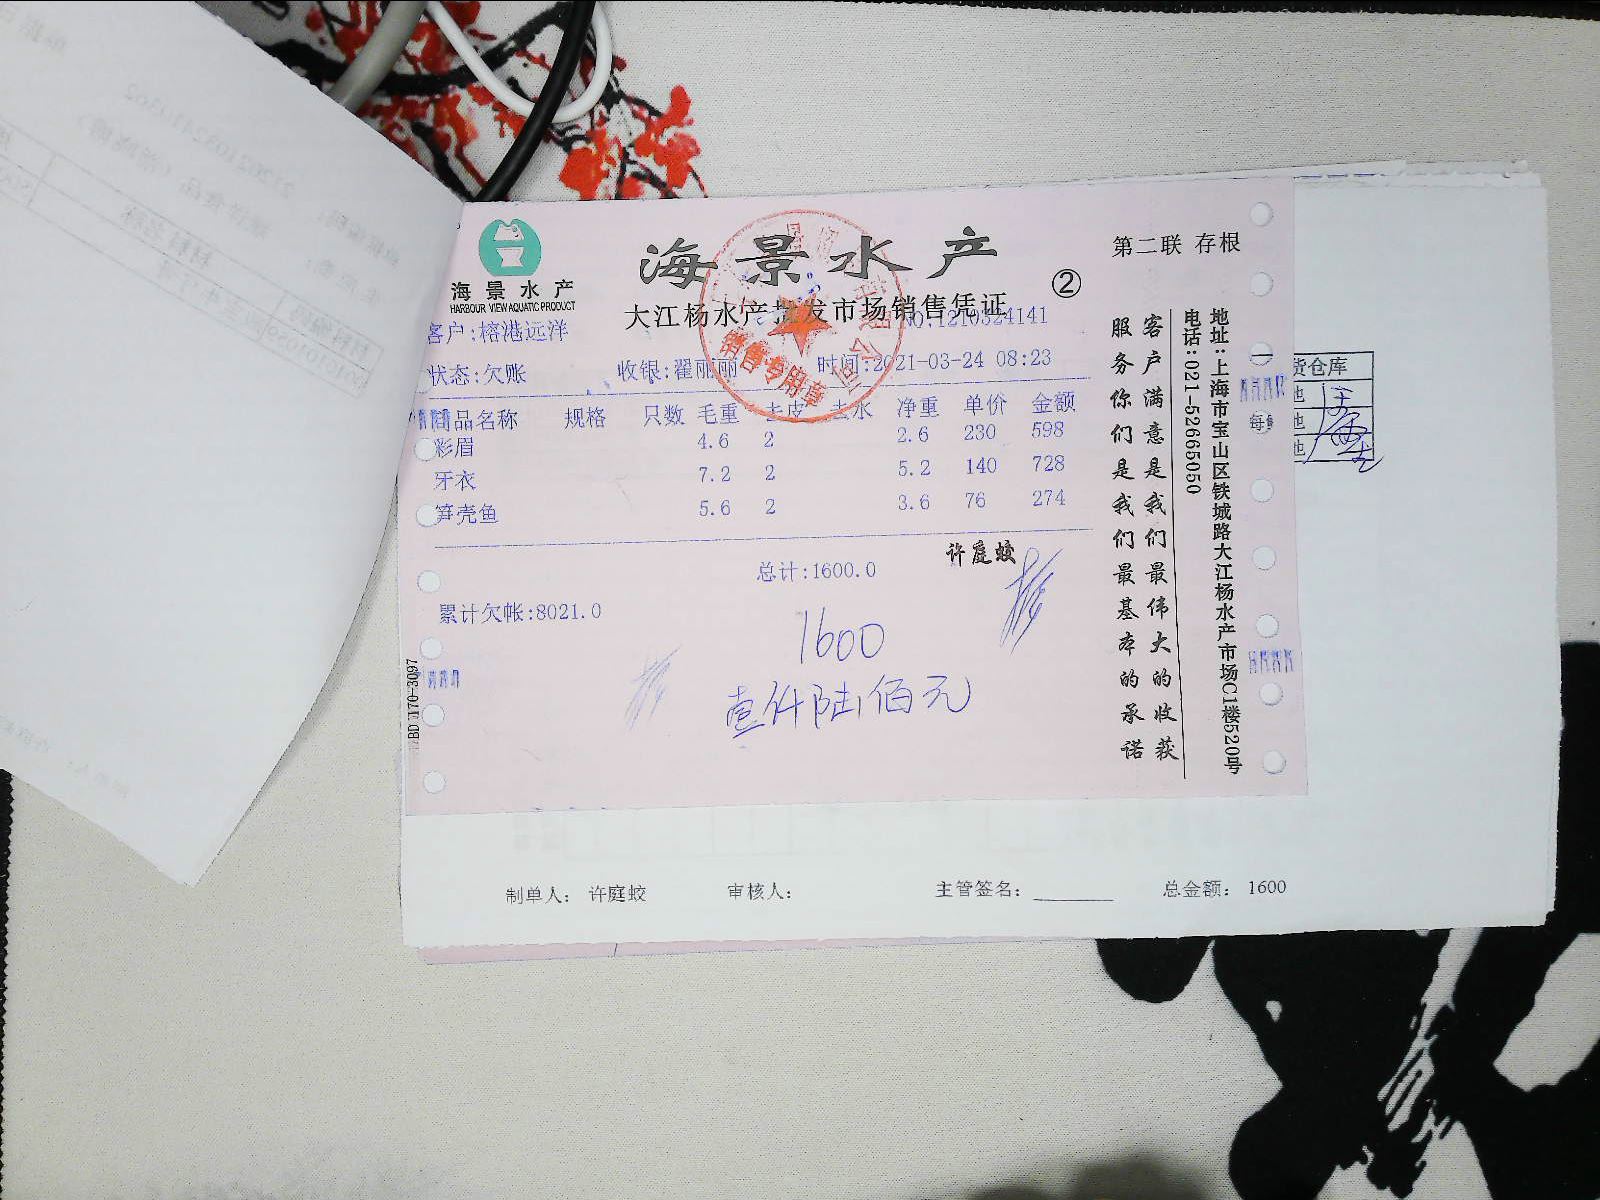 海景水产
HARBOUR VIEW AQUATIC PRODUCT
海景水产
大江杨水产批发市场销售凭证
②
第二联 存根
客户:榕港远洋
NO:1210324141
状态:欠账 收银:翟丽丽 时间:2021-03-24 08:23
商品名称 规格 只数 毛重 去皮 去水 净重 单价 金额
彩眉 4.6 2 2.6 230 598
牙衣 7.2 2 5.2 140 728
笋壳鱼 5.6 2 3.6 76 274
许庭蛟
总计:1600.0
累计欠帐:8021.0
1600
壹仟陆佰元
客户满意是我们最伟大的收获
服务你们是我们最基本的承诺
地址:上海市宝山区铁城路大江杨水产市场C1楼520号
电话:021-52665050
销售专用章
货仓库
制单人: 许庭蛟 审核人: 主管签名: 总金额: 1600